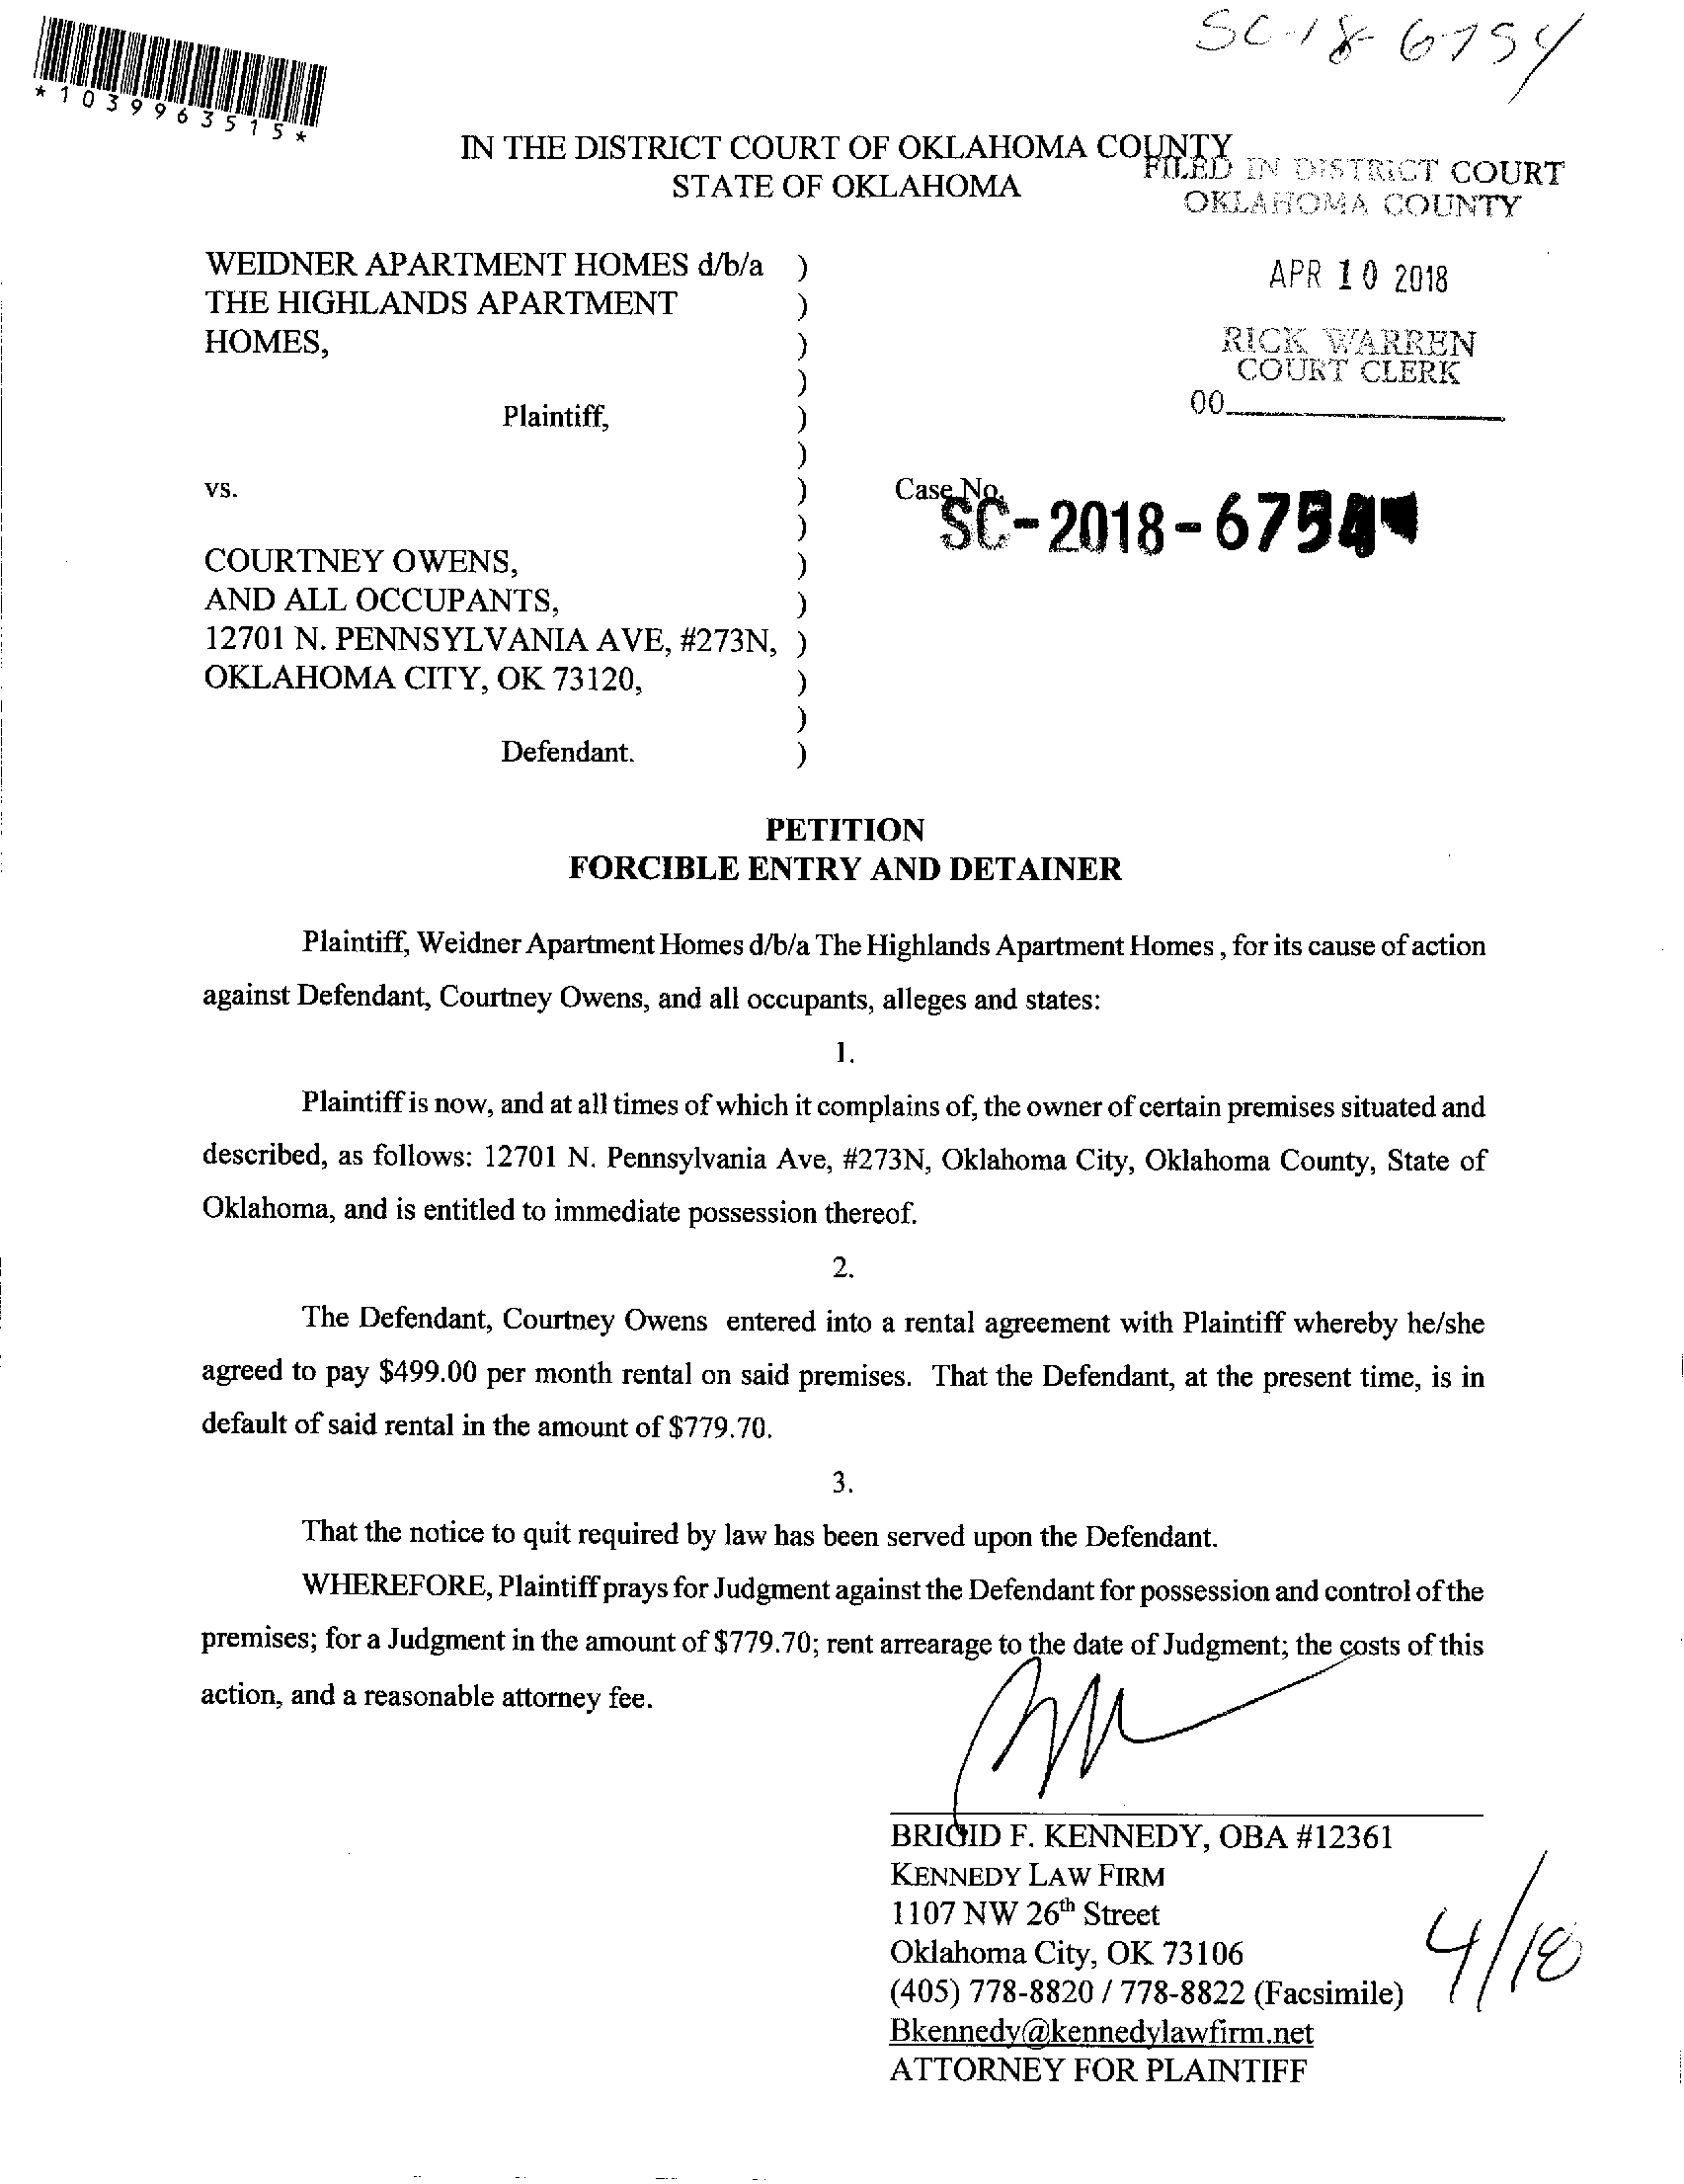 SC-18-6754
*1039963515*
IN THE DISTRICT COURT OF OKLAHOMA COUNTY
STATE OF OKLAHOMA
FILED IN DISTRICT COURT
OKLAHOMA COUNTY
APR 10 2018
RICK WARREN
COURT CLERK
00
WEIDNER APARTMENT HOMES d/b/a )
THE HIGHLANDS APARTMENT )
HOMES, )
)
Plaintiff, )
)
vs. )
Case No.
SC-2018-6754
)
COURTNEY OWENS, )
AND ALL OCCUPANTS, )
12701 N. PENNSYLVANIA AVE, #273N, )
OKLAHOMA CITY, OK 73120, )
)
Defendant. )
PETITION
FORCIBLE ENTRY AND DETAINER
Plaintiff, Weidner Apartment Homes d/b/a The Highlands Apartment Homes , for its cause of action
against Defendant, Courtney Owens, and all occupants, alleges and states:
1.
Plaintiff is now, and at all times of which it complains of, the owner of certain premises situated and
described, as follows: 12701 N. Pennsylvania Ave, #273N, Oklahoma City, Oklahoma County, State of
Oklahoma, and is entitled to immediate possession thereof.
2.
The Defendant, Courtney Owens entered into a rental agreement with Plaintiff whereby he/she
agreed to pay $499.00 per month rental on said premises. That the Defendant, at the present time, is in
default of said rental in the amount of $779.70.
3.
That the notice to quit required by law has been served upon the Defendant.
WHEREFORE, Plaintiff prays for Judgment against the Defendant for possession and control of the
premises; for a Judgment in the amount of $779.70; rent arrearage to the date of Judgment; the costs of this
action, and a reasonable attorney fee.
BRIGID F. KENNEDY, OBA #12361
KENNEDY LAW FIRM
1107 NW 26th Street
Oklahoma City, OK 73106
(405) 778-8820 / 778-8822 (Facsimile)
Bkennedy@kennedylawfirm.net
ATTORNEY FOR PLAINTIFF
4/18